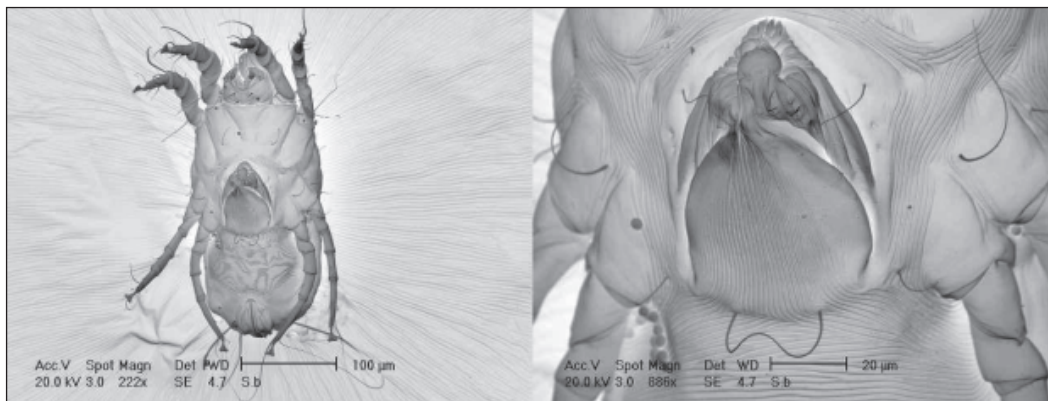 Acc.V Spot Magn Det WD 100 µm
20.0 kV 3.0 222x SE 4.7 S.b
Acc.V Spot Magn Det WD 20 µm
20.0 kV 3.0 886x SE 4.7 S.b